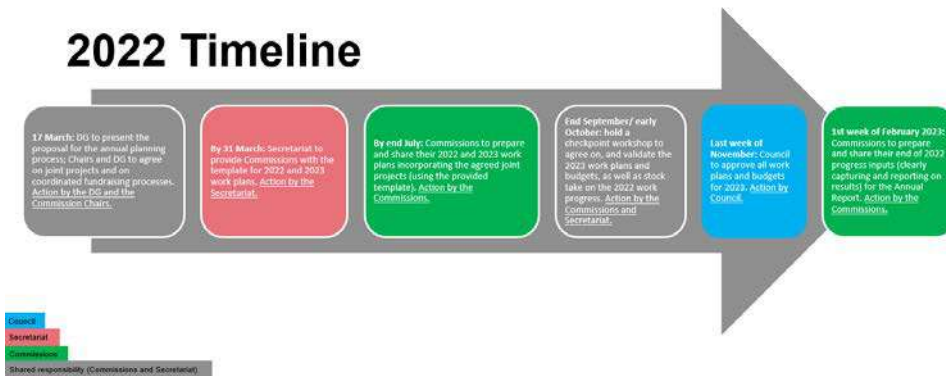 2022 Timeline
17 March: DG to present the
proposal for the annual planning
process; Chairs and DG to agree
on joint projects and on
coordinated fundraising processes.
Action by the DG and the
Commission Chairs.
By 31 March: Secretariat to
provide Commissions with the
template for 2022 and 2023
work plans. Action by the
Secretariat.
By end July: Commissions to prepare
and share their 2022 and 2023 work
plans incorporating the agreed joint
projects (using the provided
template). Action by the
Commissions.
End September/ early
October: hold a
checkpoint workshop to
agree on, and validate the
2023 work plans and
budgets, as well as stock
take on the 2022 work
progress. Action by the
Commissions and
Secretariat.
Last week of
November: Council
to approve all work
plans and budgets
for 2023. Action by
Council.
1st week of February 2023:
Commissions to prepare
and share their end of 2022
progress inputs (clearly
capturing and reporting on
results) for the Annual
Report. Action by the
Commissions.
Council
Secretariat
Commissions
Shared responsibility (Commissions and Secretariat)